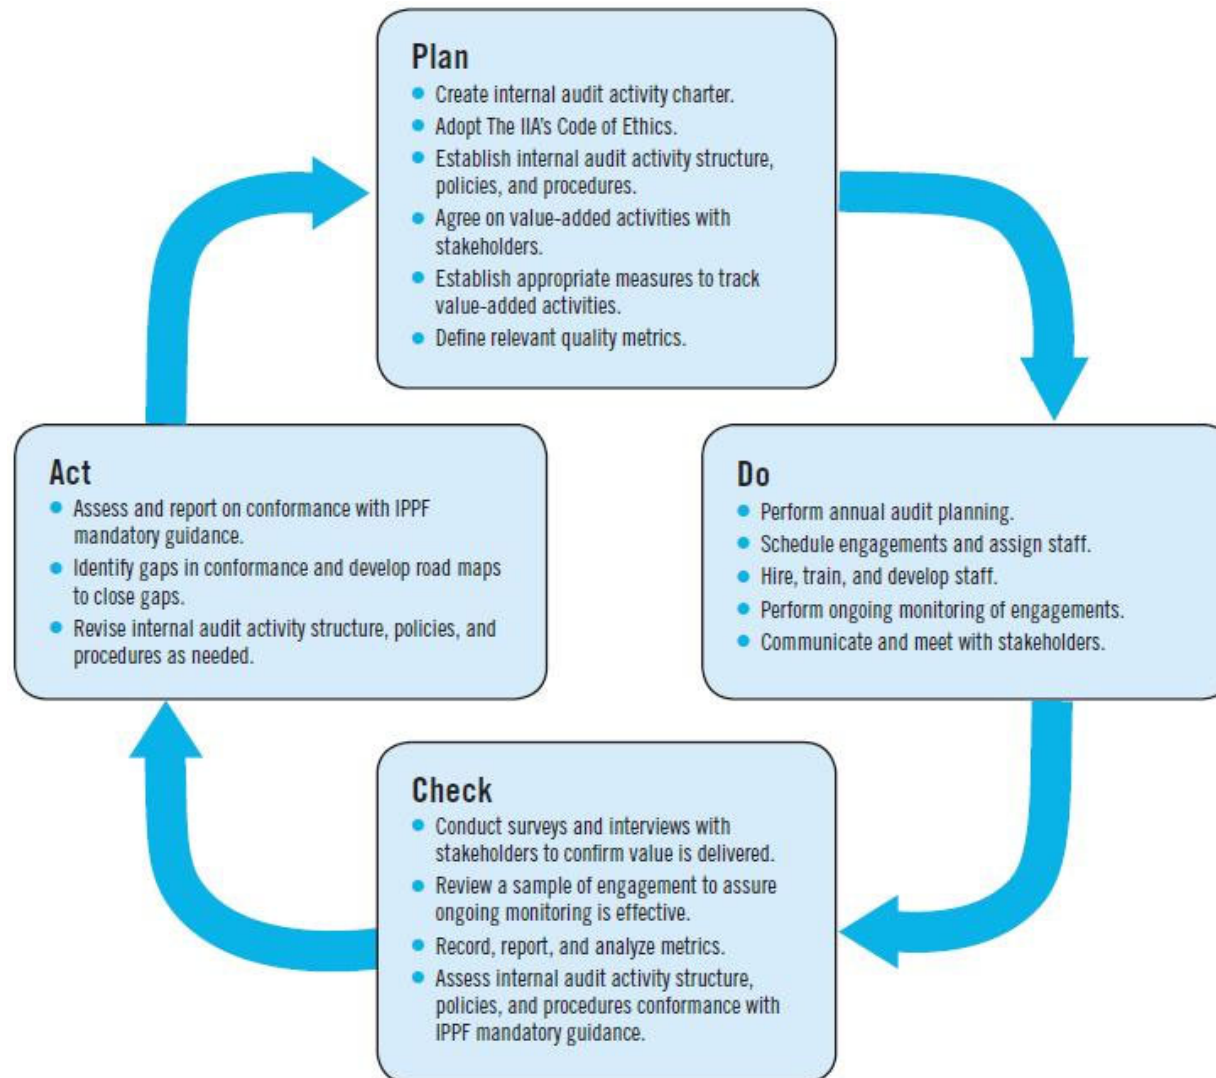 Plan
Create internal audit activity charter.
Adopt The IIA's Code of Ethics.
Establish internal audit activity structure,
policies, and procedures.
Agree on value-added activities with
stakeholders.
Establish appropriate measures to track
value-added activities.
Define relevant quality metrics.
Do
Perform annual audit planning.
Schedule engagements and assign staff.
Hire, train, and develop staff.
Perform ongoing monitoring of engagements.
Communicate and meet with stakeholders.
Check
Conduct surveys and interviews with
stakeholders to confirm value is delivered.
Review a sample of engagement to assure
ongoing monitoring is effective.
Record, report, and analyze metrics.
Assess internal audit activity structure,
policies, and procedures conformance with
IPPF mandatory guidance.
Act
Assess and report on conformance with IPPF
mandatory guidance.
Identify gaps in conformance and develop road maps
to close gaps.
Revise internal audit activity structure, policies, and
procedures as needed.